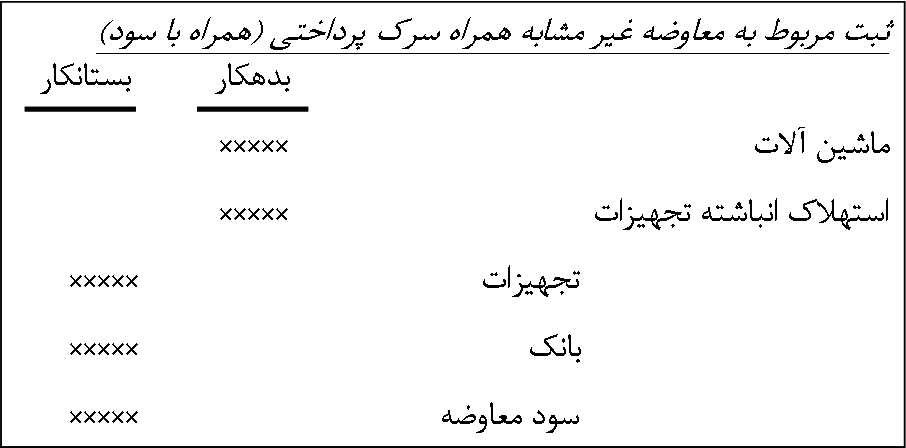 ثبت مربوط به معاوضه غیر مشابه همراه سرک پرداختی (همراه با سود)
بدهکار بستانکار
ماشین آلات ×××××
استهلاک انباشته تجهیزات ×××××
تجهیزات ×××××
بانک ×××××
سود معاوضه ×××××